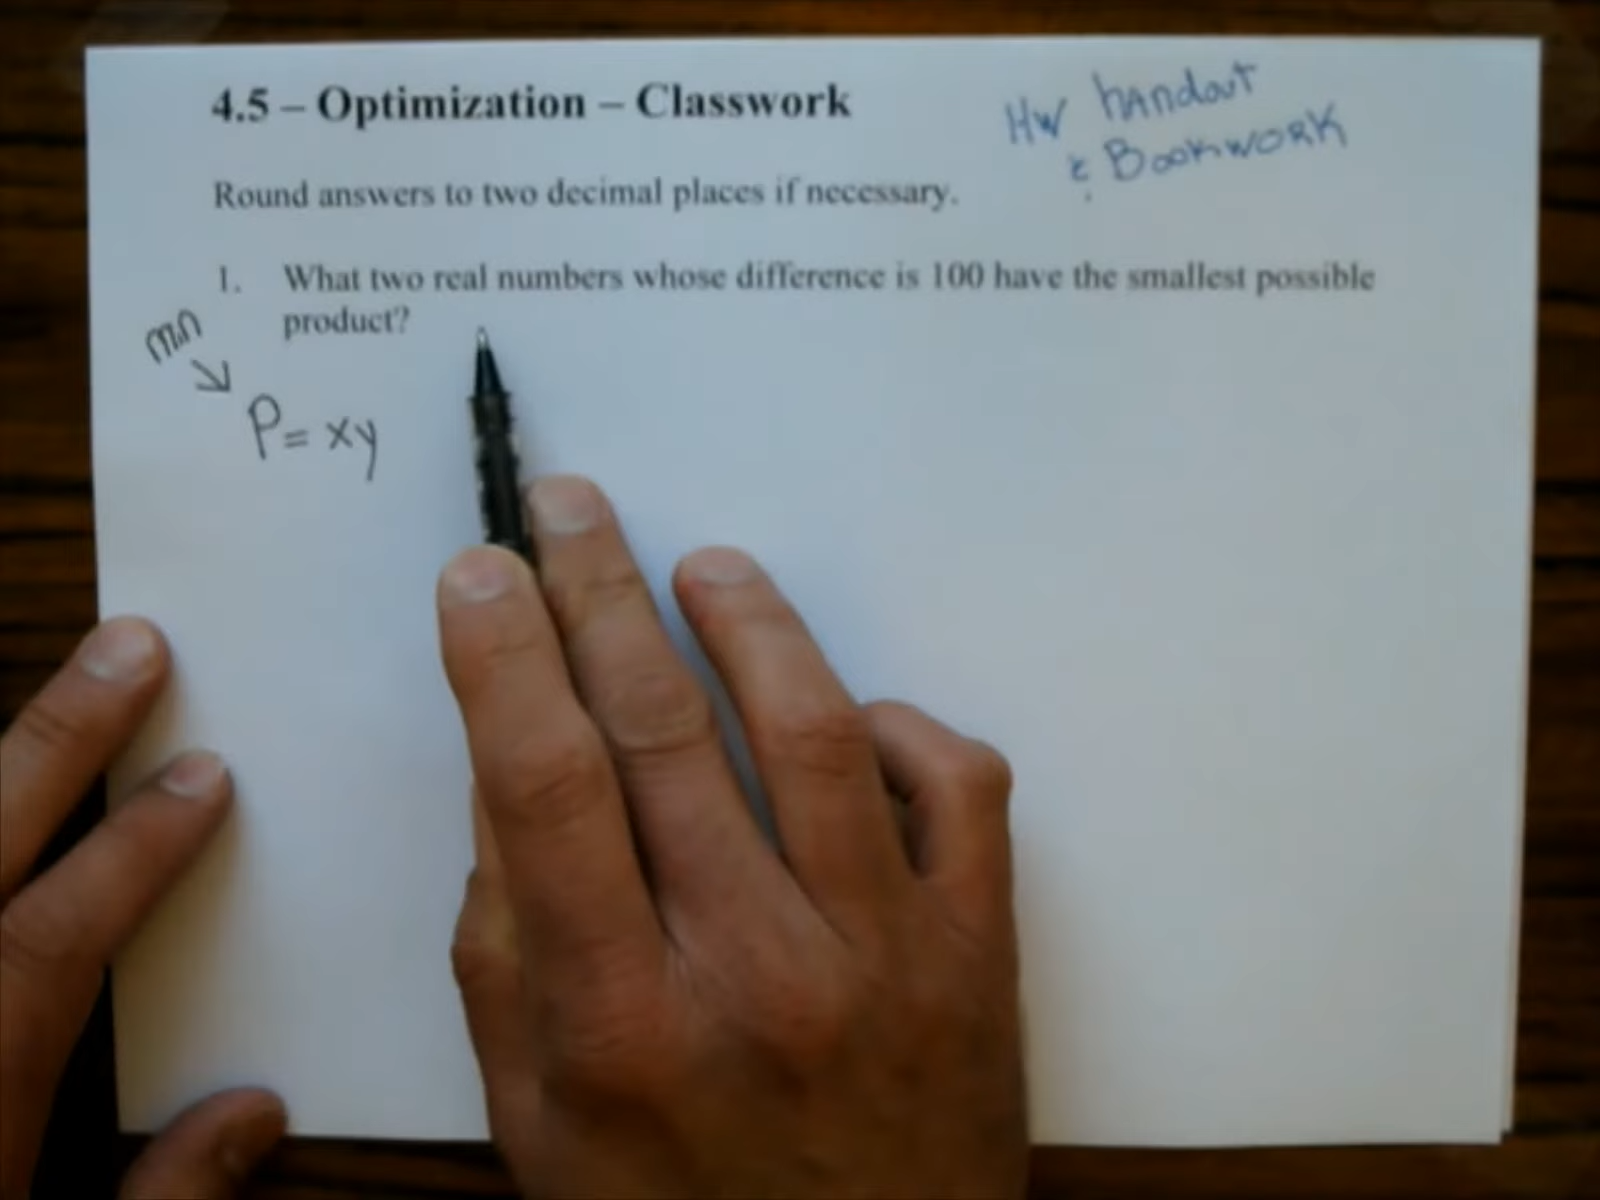 4.5 – Optimization – Classwork
HW handout
& Bookwork
Round answers to two decimal places if necessary.
1. What two real numbers whose difference is 100 have the smallest possible
product?
min
↘
P = xy